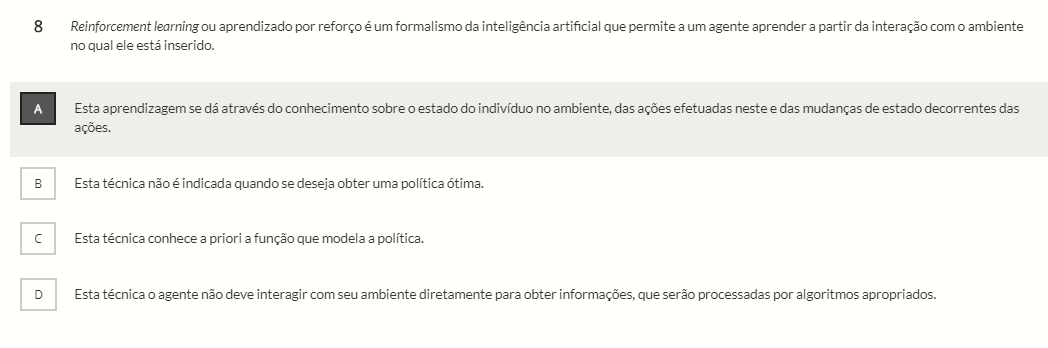 8 Reinforcement learning ou aprendizado por reforço é um formalismo da inteligência artificial que permite a um agente aprender a partir da interação com o ambiente
no qual ele está inserido.
A Esta aprendizagem se dá através do conhecimento sobre o estado do indivíduo no ambiente, das ações efetuadas neste e das mudanças de estado decorrentes das
ações.
B Esta técnica não é indicada quando se deseja obter uma política ótima.
C Esta técnica conhece a priori a função que modela a política.
D Esta técnica o agente não deve interagir com seu ambiente diretamente para obter informações, que serão processadas por algoritmos apropriados.